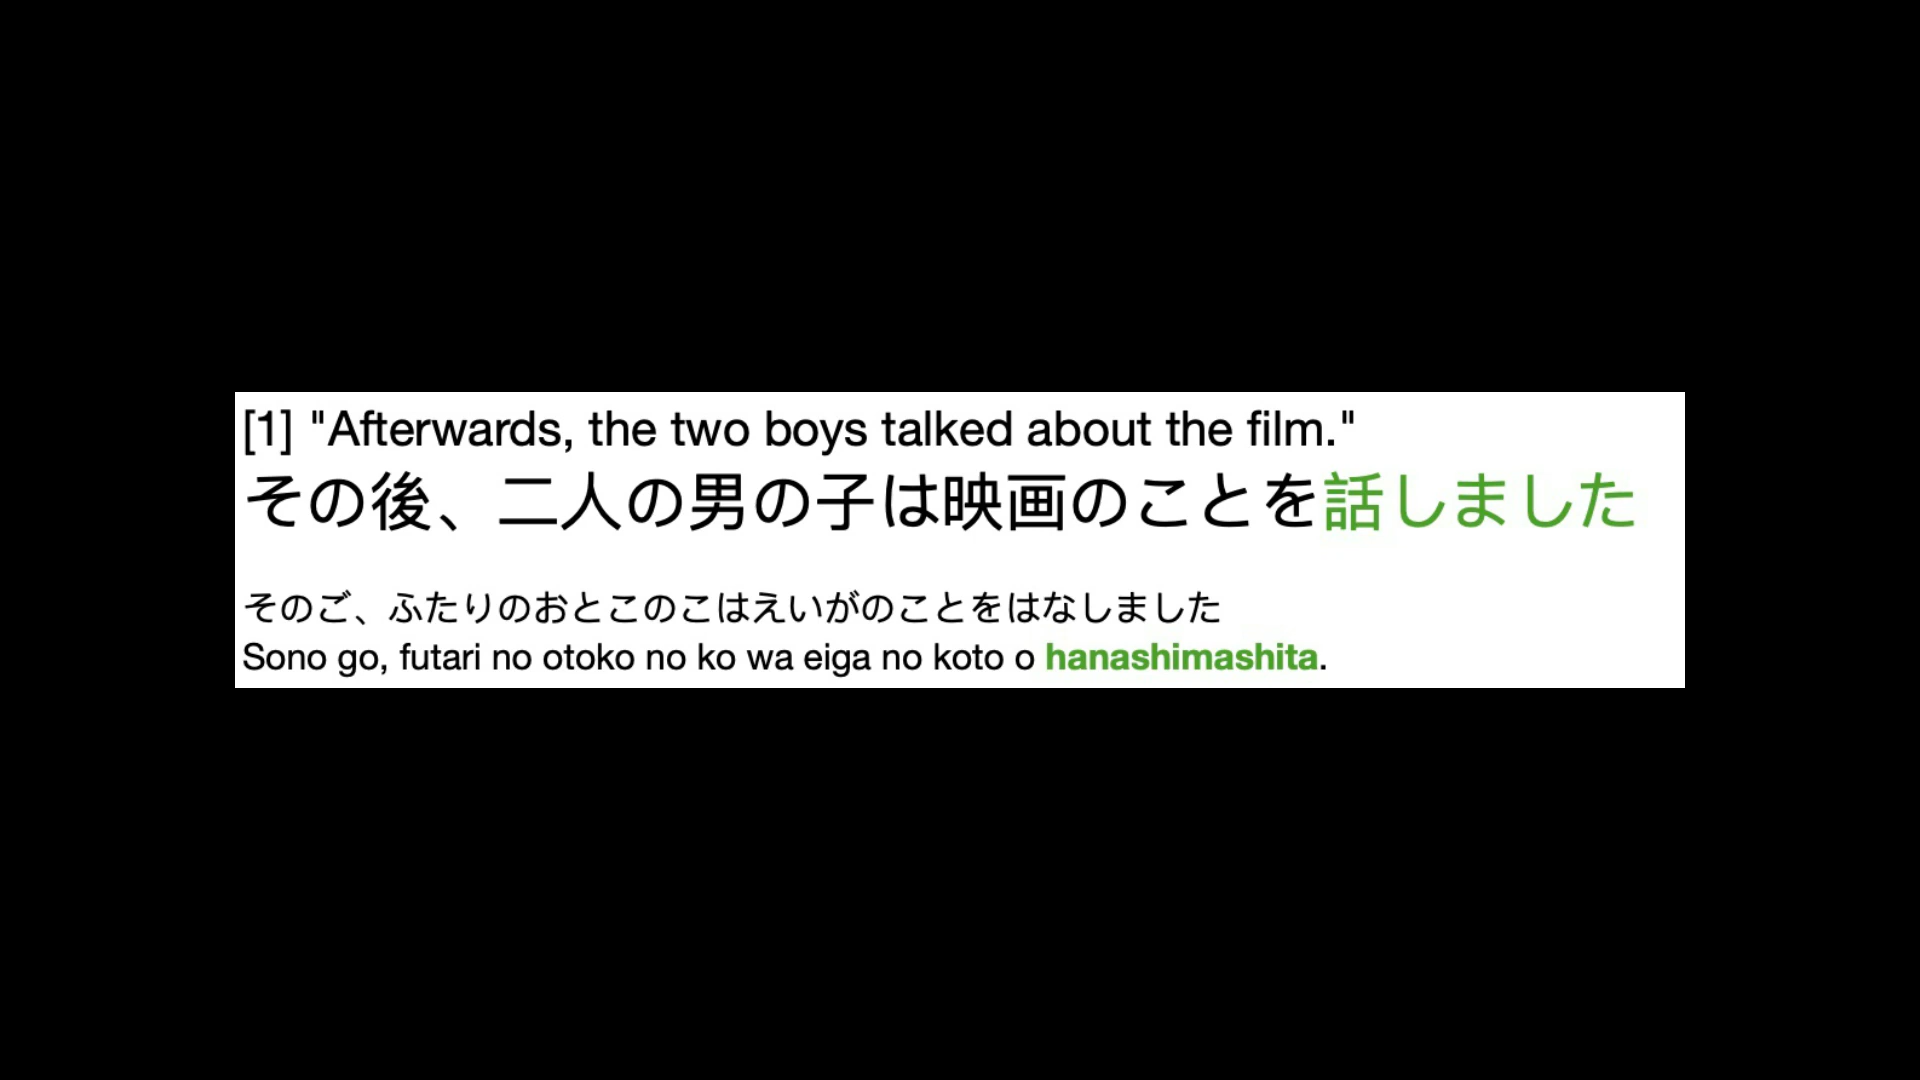 [1] "Afterwards, the two boys talked about the film."
その後、二人の男の子は映画のことを話しました
そのご、ふたりのおとこのこはえいがのことをはなしました
Sono go, futari no otoko no ko wa eiga no koto o hanashimashita.